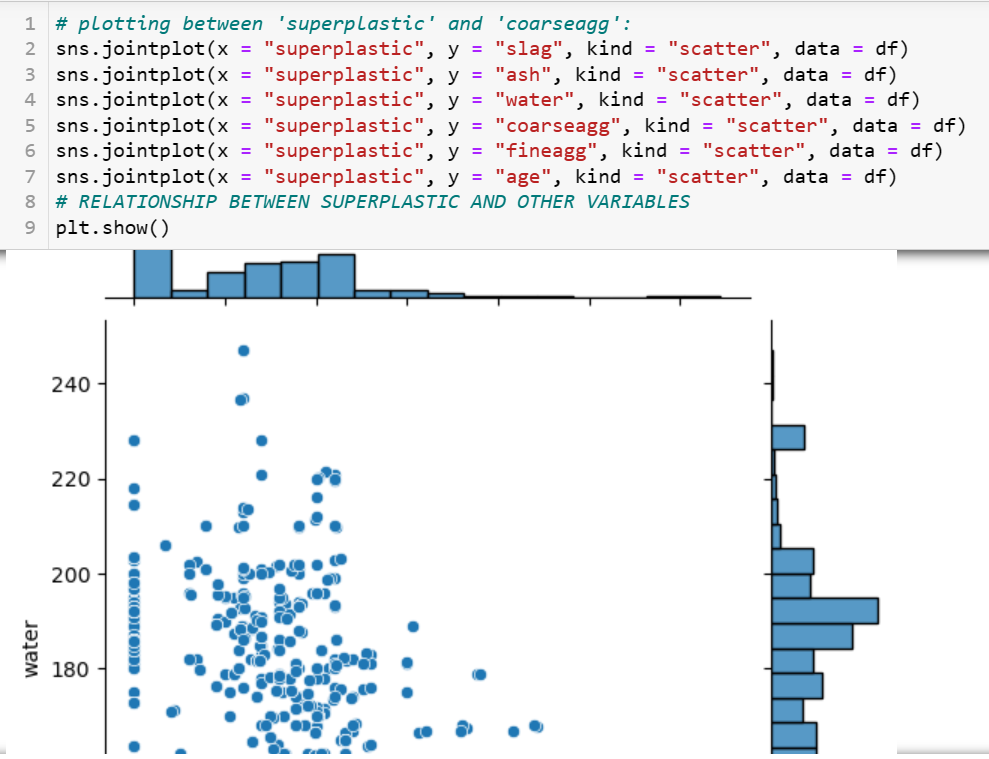 1 # plotting between 'superplastic' and 'coarseagg':
2 sns.jointplot(x = "superplastic", y = "slag", kind = "scatter", data = df)
3 sns.jointplot(x = "superplastic", y = "ash", kind = "scatter", data = df)
4 sns.jointplot(x = "superplastic", y = "water", kind = "scatter", data = df)
5 sns.jointplot(x = "superplastic", y = "coarseagg", kind = "scatter", data = df)
6 sns.jointplot(x = "superplastic", y = "fineagg", kind = "scatter", data = df)
7 sns.jointplot(x = "superplastic", y = "age", kind = "scatter", data = df)
8 # RELATIONSHIP BETWEEN SUPERPLASTIC AND OTHER VARIABLES
9 plt.show()
240
220
200
180
water